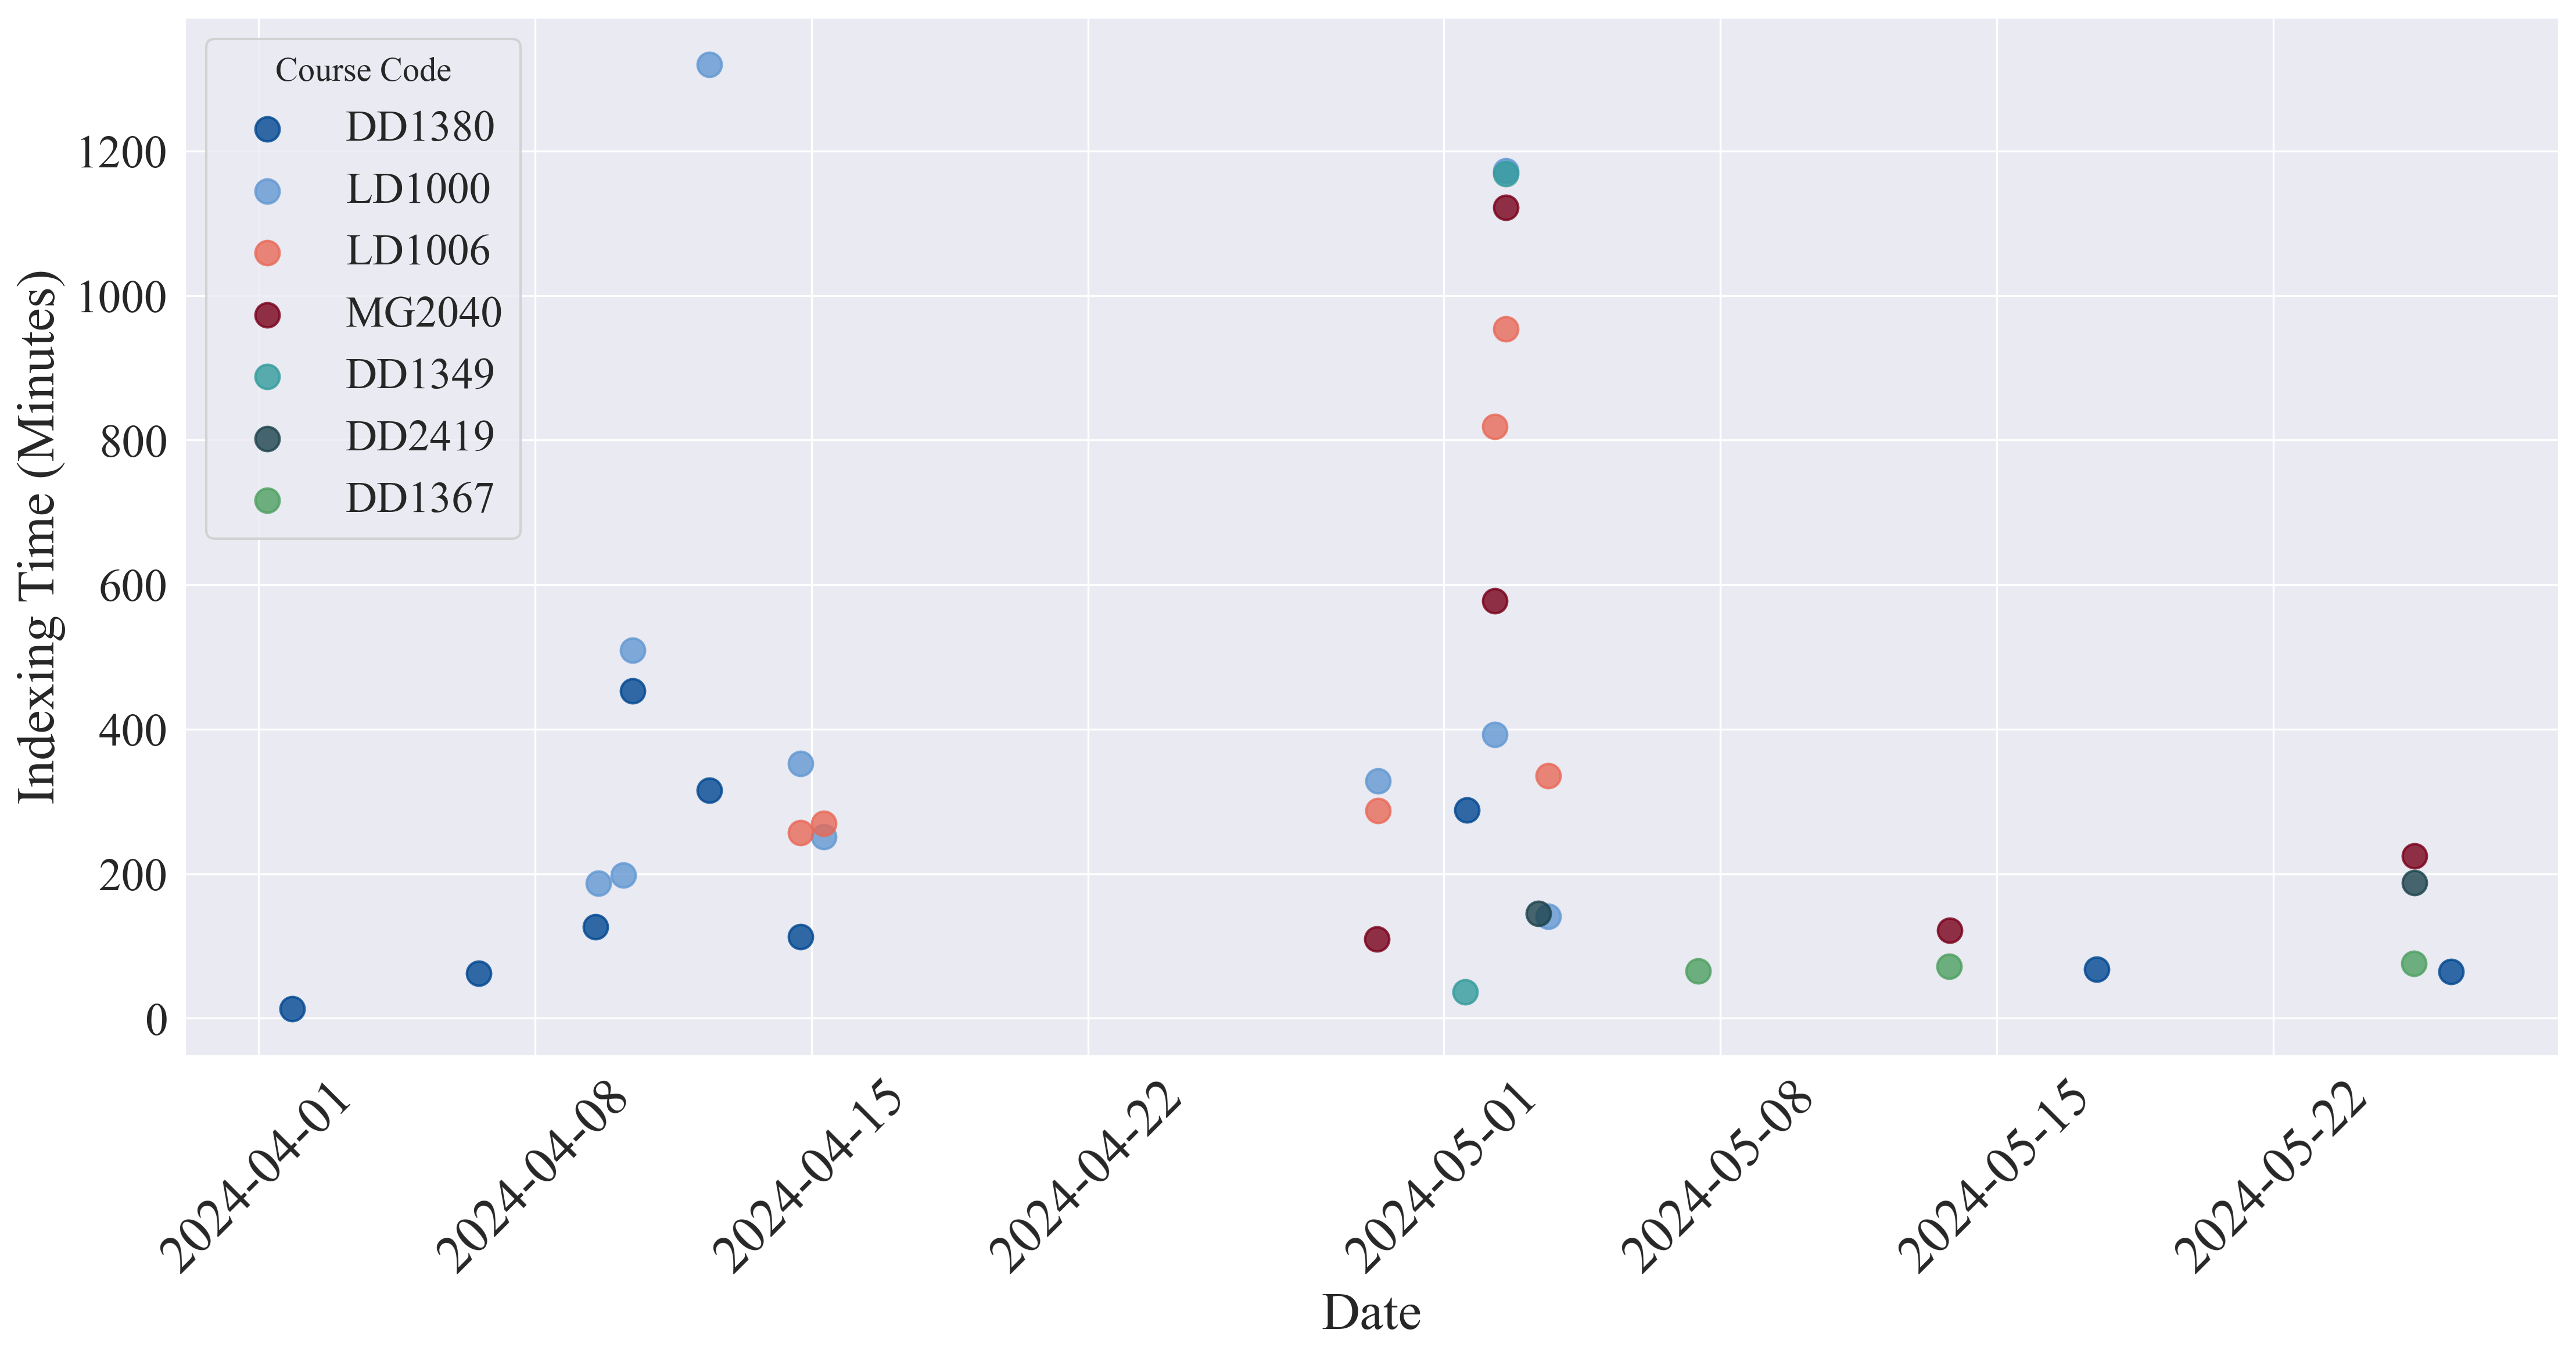 Course Code
DD1380
LD1000
LD1006
MG2040
DD1349
DD2419
DD1367
Indexing Time (Minutes)
1200
1000
800
600
400
200
0
2024-04-01
2024-04-08
2024-04-15
2024-04-22
2024-05-01
2024-05-08
2024-05-15
2024-05-22
Date